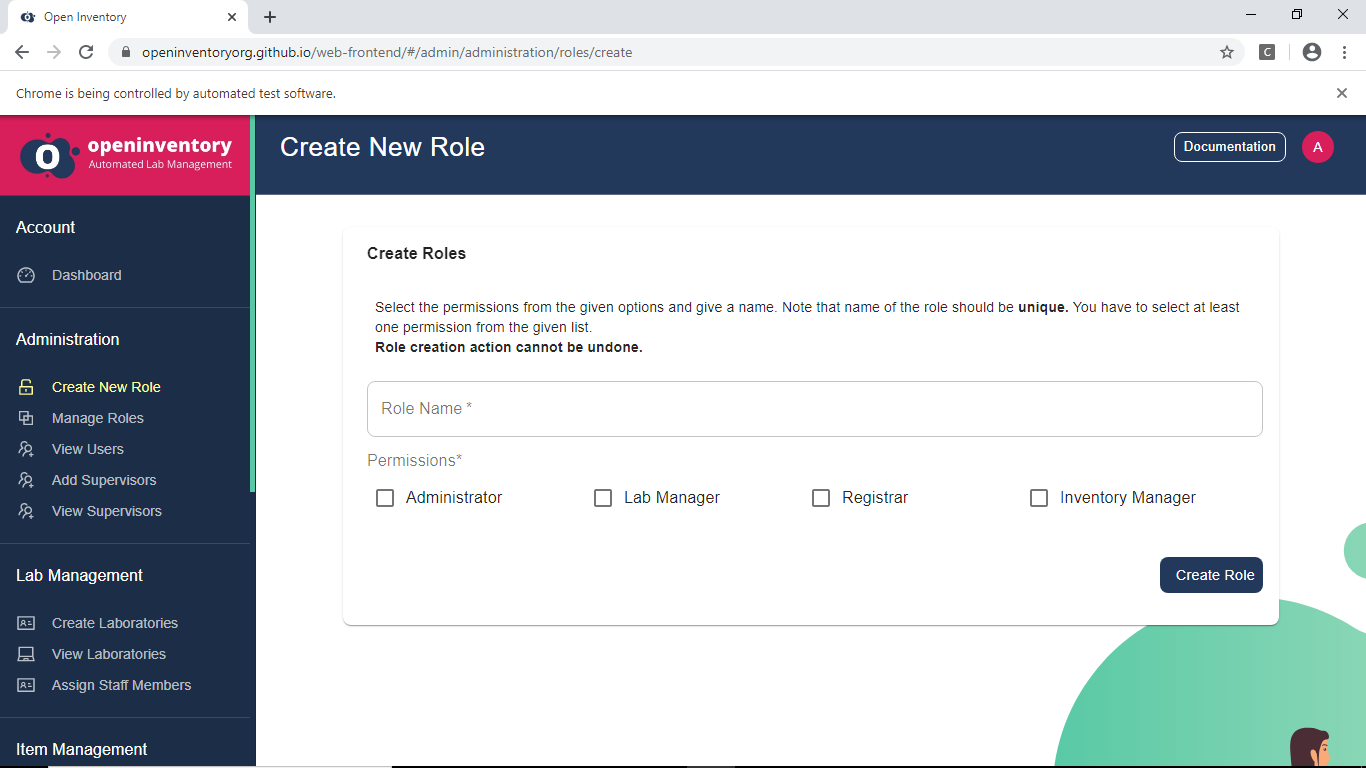 Open Inventory
openinventoryorg.github.io/web-frontend/#/admin/administration/roles/create
C
Chrome is being controlled by automated test software.
openinventory
Automated Lab Management
Create New Role
Documentation
A
Account
Dashboard
Administration
Create New Role
Manage Roles
View Users
Add Supervisors
View Supervisors
Lab Management
Create Laboratories
View Laboratories
Assign Staff Members
Item Management
Create Roles
Select the permissions from the given options and give a name. Note that name of the role should be unique. You have to select at least
one permission from the given list.
Role creation action cannot be undone.
Role Name *
Permissions*
Administrator
Lab Manager
Registrar
Inventory Manager
Create Role